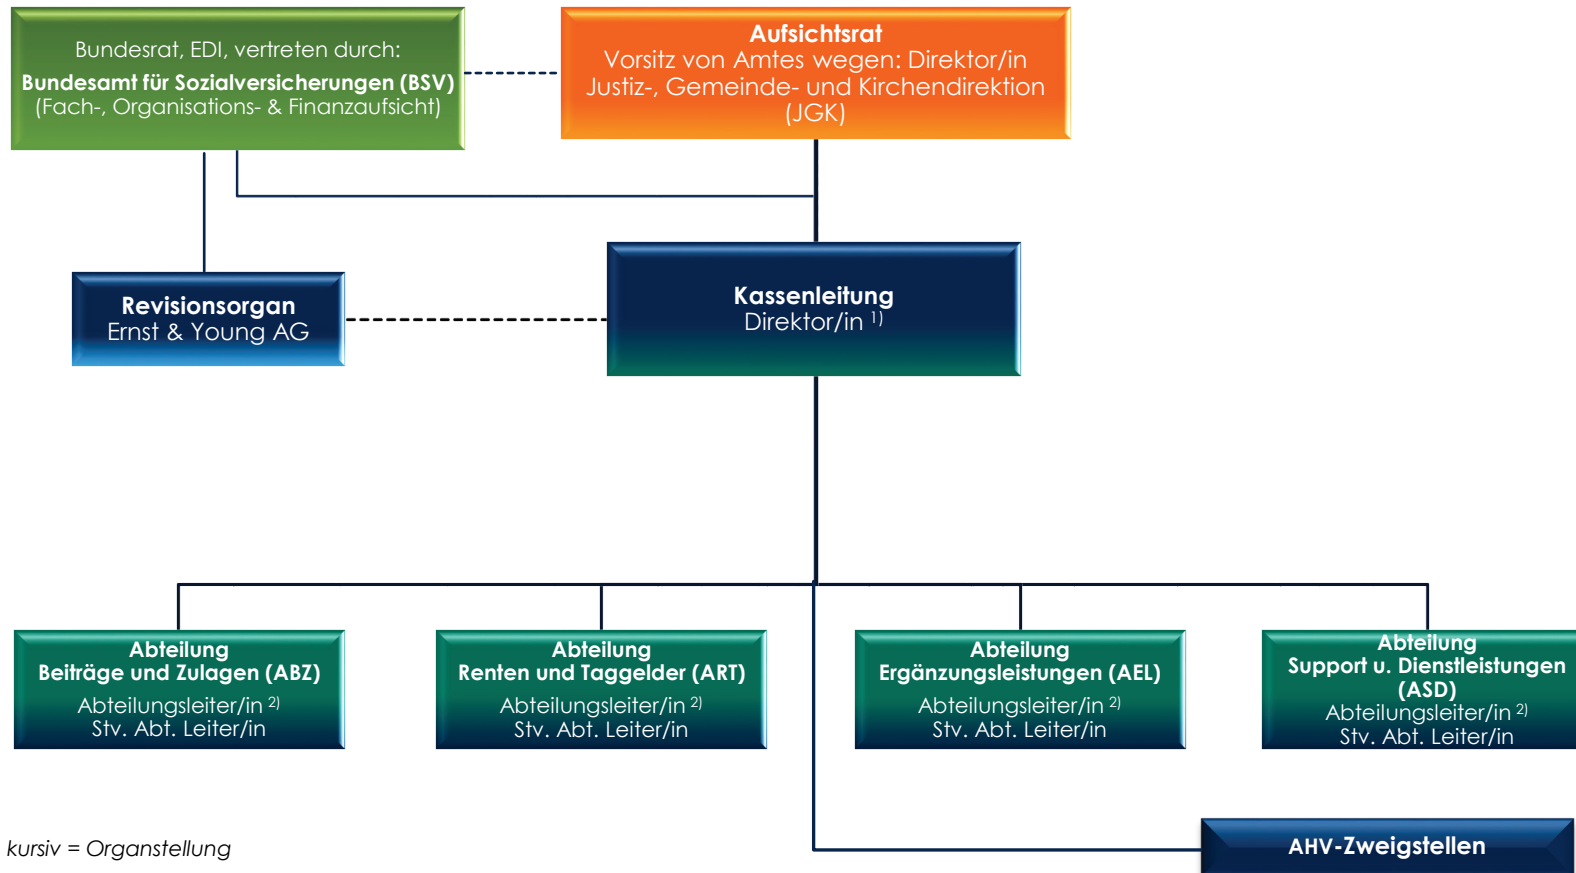 Bundesrat, EDI, vertreten durch:
Bundesamt für Sozialversicherungen (BSV)
(Fach-, Organisations- & Finanzaufsicht)
Aufsichtsrat
Vorsitz von Amtes wegen: Direktor/in
Justiz-, Gemeinde- und Kirchendirektion
(JGK)
Revisionsorgan
Ernst & Young AG
Kassenleitung
Direktor/in 1)
Abteilung
Beiträge und Zulagen (ABZ)
Abteilungsleiter/in 2)
Stv. Abt. Leiter/in
Abteilung
Renten und Taggelder (ART)
Abteilungsleiter/in 2)
Stv. Abt. Leiter/in
Abteilung
Ergänzungsleistungen (AEL)
Abteilungsleiter/in 2)
Stv. Abt. Leiter/in
Abteilung
Support u. Dienstleistungen
(ASD)
Abteilungsleiter/in 2)
Stv. Abt. Leiter/in
kursiv = Organstellung
AHV-Zweigstellen